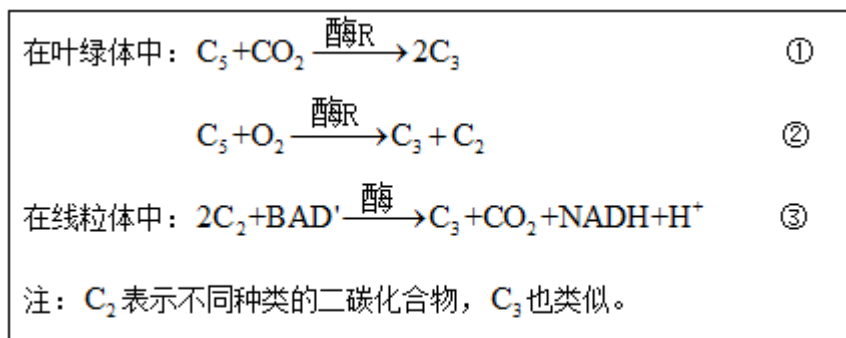 在叶绿体中：C₅+CO₂ —酶R→ 2C₃ ①
C₅+O₂ —酶R→ C₃+C₂ ②
在线粒体中：2C₂+BAD' —酶→ C₃+CO₂+NADH+H⁺ ③
注：C₂表示不同种类的二碳化合物，C₃也类似。